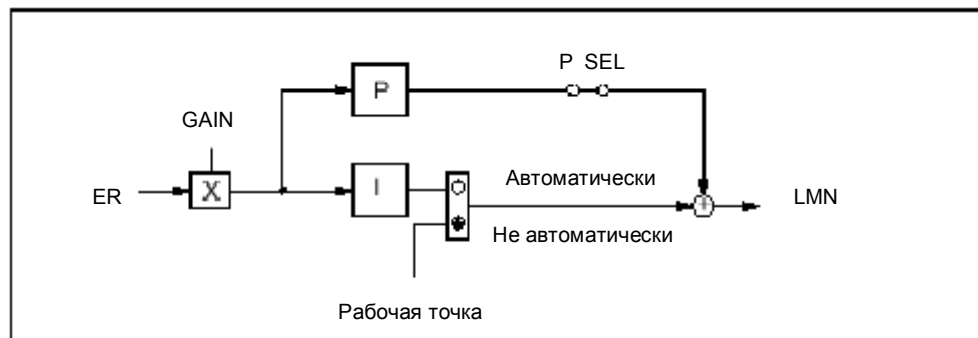 P SEL
P
GAIN
Автоматически
ER
X
I
LMN
Не автоматически
Рабочая точка